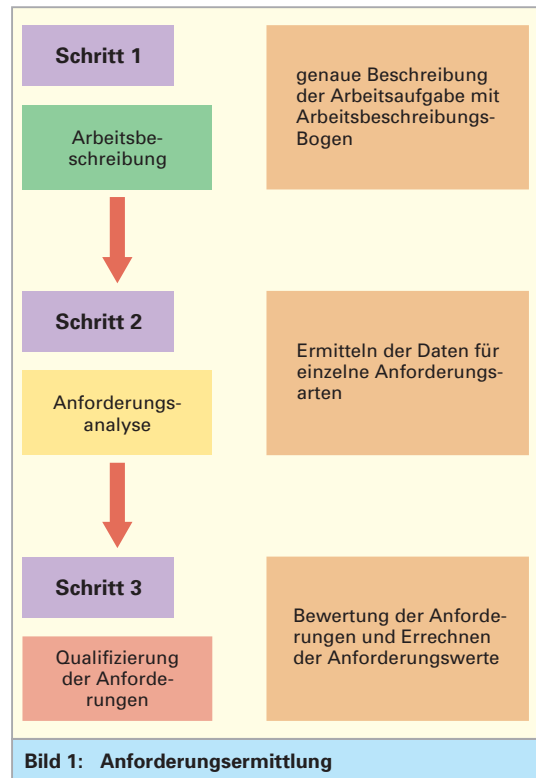 Schritt 1
Arbeitsbe-
schreibung
genaue Beschreibung
der Arbeitsaufgabe mit
Arbeitsbeschreibungs-
Bogen
Schritt 2
Anforderungs-
analyse
Ermitteln der Daten für
einzelne Anforderungs-
arten
Schritt 3
Qualifizierung
der Anforde-
rungen
Bewertung der Anforde-
rungen und Errechnen
der Anforderungswerte
Bild 1: Anforderungsermittlung